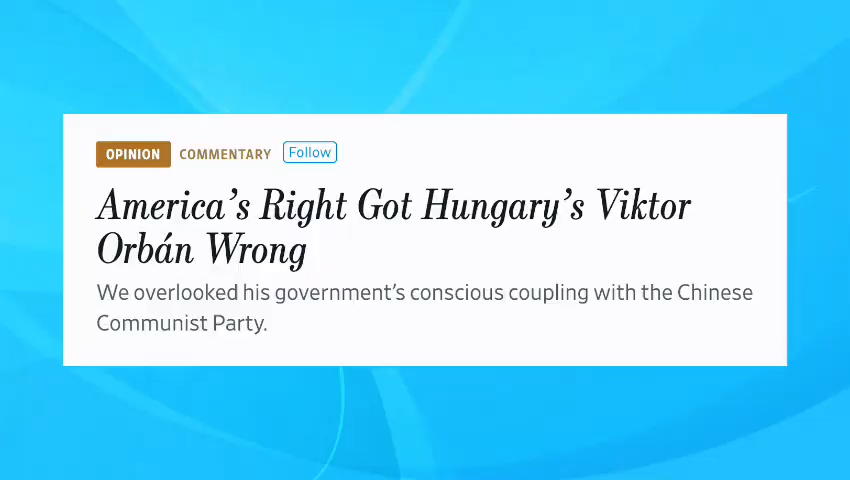 OPINION COMMENTARY Follow
America’s Right Got Hungary’s Viktor
Orbán Wrong
We overlooked his government’s conscious coupling with the Chinese
Communist Party.